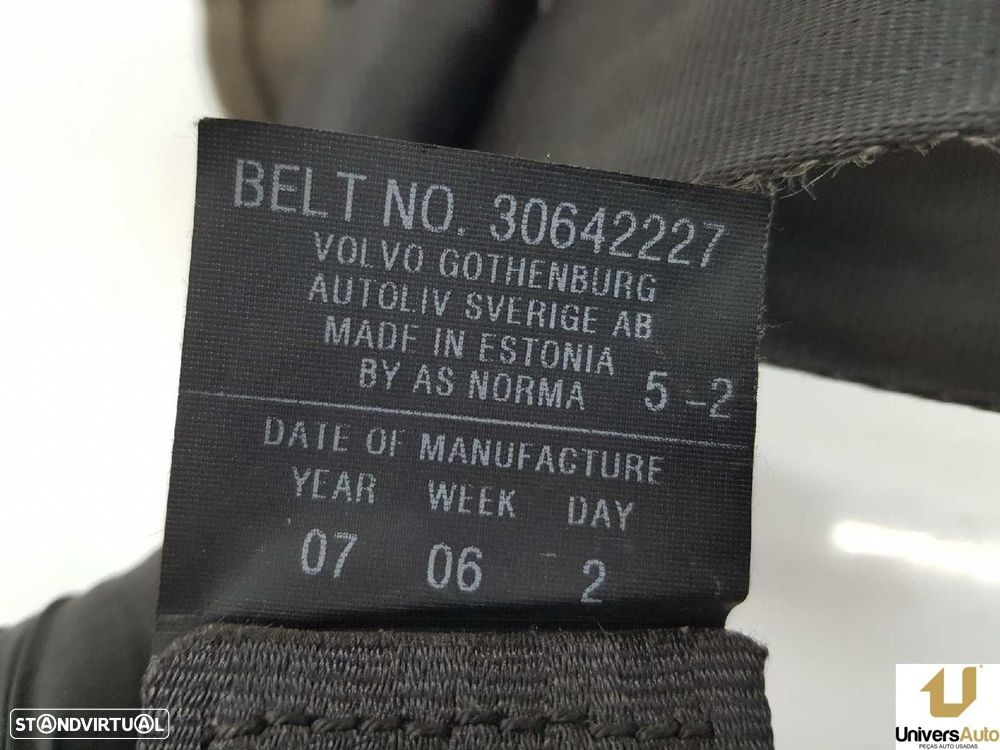 BELT NO. 30642227
VOLVO GOTHENBURG
AUTOLIV SVERIGE AB
MADE IN ESTONIA
BY AS NORMA 5-2
DATE OF MANUFACTURE
YEAR WEEK DAY
07 06 2
STANDVIRTUAL
UniversAuto
PEÇAS AUTO USADAS